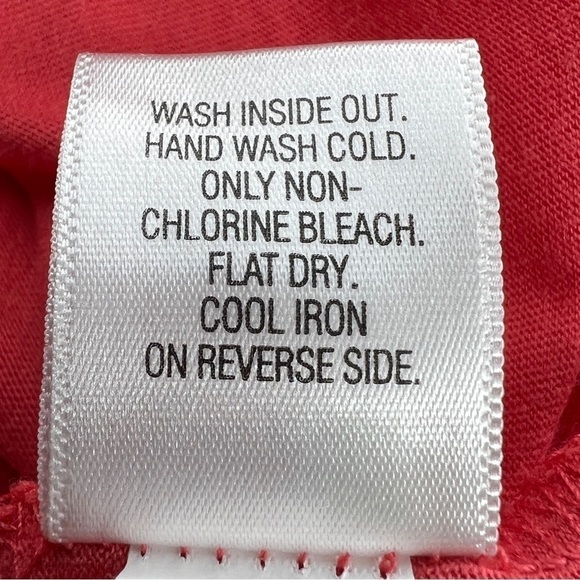 WASH INSIDE OUT.
HAND WASH COLD.
ONLY NON-
CHLORINE BLEACH.
FLAT DRY.
COOL IRON
ON REVERSE SIDE.